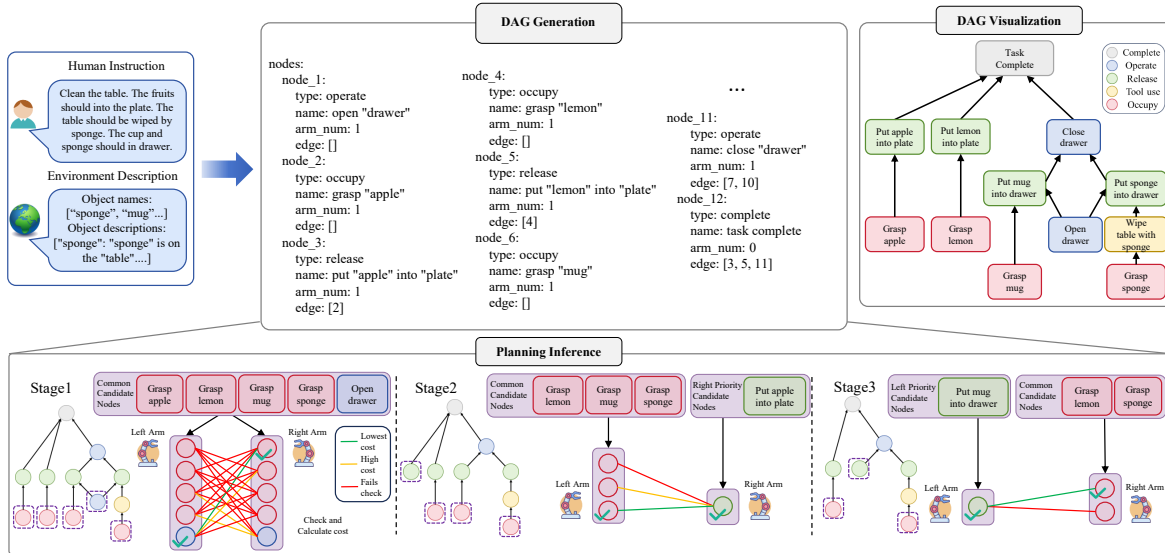 Human Instruction
Clean the table. The fruits
should into the plate. The
table should be wiped by
sponge. The cup and
sponge should in drawer.
Environment Description
Object names:
[“sponge”, “mug”...]
Object descriptions:
["sponge": "sponge" is on
the "table"....]
DAG Generation
nodes:
node_1:
type: operate
name: open "drawer"
arm_num: 1
edge: []
node_2:
type: occupy
name: grasp "apple"
arm_num: 1
edge: []
node_3:
type: release
name: put "apple" into "plate"
arm_num: 1
edge: [2]
node_4:
type: occupy
name: grasp "lemon"
arm_num: 1
edge: []
node_5:
type: release
name: put "lemon" into "plate"
arm_num: 1
edge: [4]
node_6:
type: occupy
name: grasp "mug"
arm_num: 1
edge: []
...
node_11:
type: operate
name: close "drawer"
arm_num: 1
edge: [7, 10]
node_12:
type: complete
name: task complete
arm_num: 0
edge: [3, 5, 11]
DAG Visualization
Task
Complete
Complete
Operate
Release
Tool use
Occupy
Put apple
into plate
Put lemon
into plate
Close
drawer
Put mug
into drawer
Put sponge
into drawer
Grasp
apple
Grasp
lemon
Open
drawer
Wipe
table with
sponge
Grasp
mug
Grasp
sponge
Planning Inference
Stage1
Common
Candidate
Nodes
Grasp
apple
Grasp
lemon
Grasp
mug
Grasp
sponge
Open
drawer
Left Arm
Right Arm
Lowest
cost
High
cost
Fails
check
Check and
Calculate cost
Stage2
Common
Candidate
Nodes
Grasp
lemon
Grasp
mug
Grasp
sponge
Right Priority
Candidate
Nodes
Put apple
into plate
Left Arm
Right Arm
Stage3
Left Priority
Candidate
Nodes
Put mug
into drawer
Common
Candidate
Nodes
Grasp
lemon
Grasp
sponge
Left Arm
Right Arm